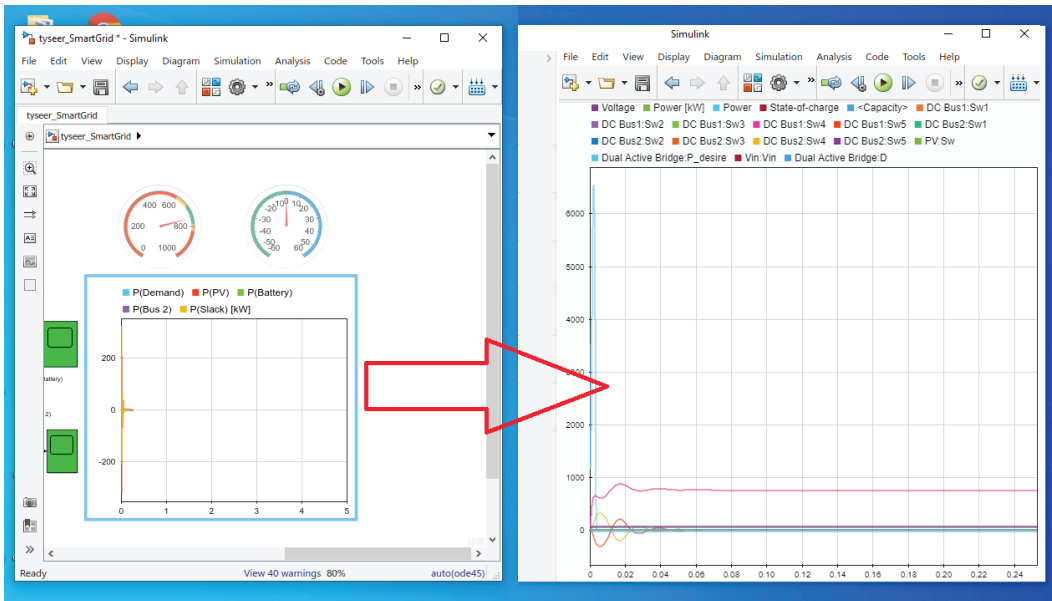 tyseer_SmartGrid * - Simulink
File Edit View Display Diagram Simulation Analysis Code Tools Help
tyseer_SmartGrid
tyseer_SmartGrid
400 600
200 800
0 1000
-20 -10 0 10 20
-30 30
-40 40
-50 50
-60 60
P(Demand) P(PV) P(Battery)
P(Bus 2) P(Slack) [kW]
200
0
-200
0 1 2 3 4 5
2)
Ready View 40 warnings 80% auto(ode45)
Simulink
File Edit View Display Diagram Simulation Analysis Code Tools Help
Voltage Power [kW] Power State-of-charge <Capacity> DC Bus1:Sw1
DC Bus1:Sw2 DC Bus1:Sw3 DC Bus1:Sw4 DC Bus1:Sw5 DC Bus2:Sw1
DC Bus2:Sw2 DC Bus2:Sw3 DC Bus2:Sw4 DC Bus2:Sw5 PV:Sw
Dual Active Bridge:P_desire Vin:Vin Dual Active Bridge:D
6000
5000
4000
3000
2000
1000
0
0 0.02 0.04 0.06 0.08 0.10 0.12 0.14 0.16 0.18 0.20 0.22 0.24